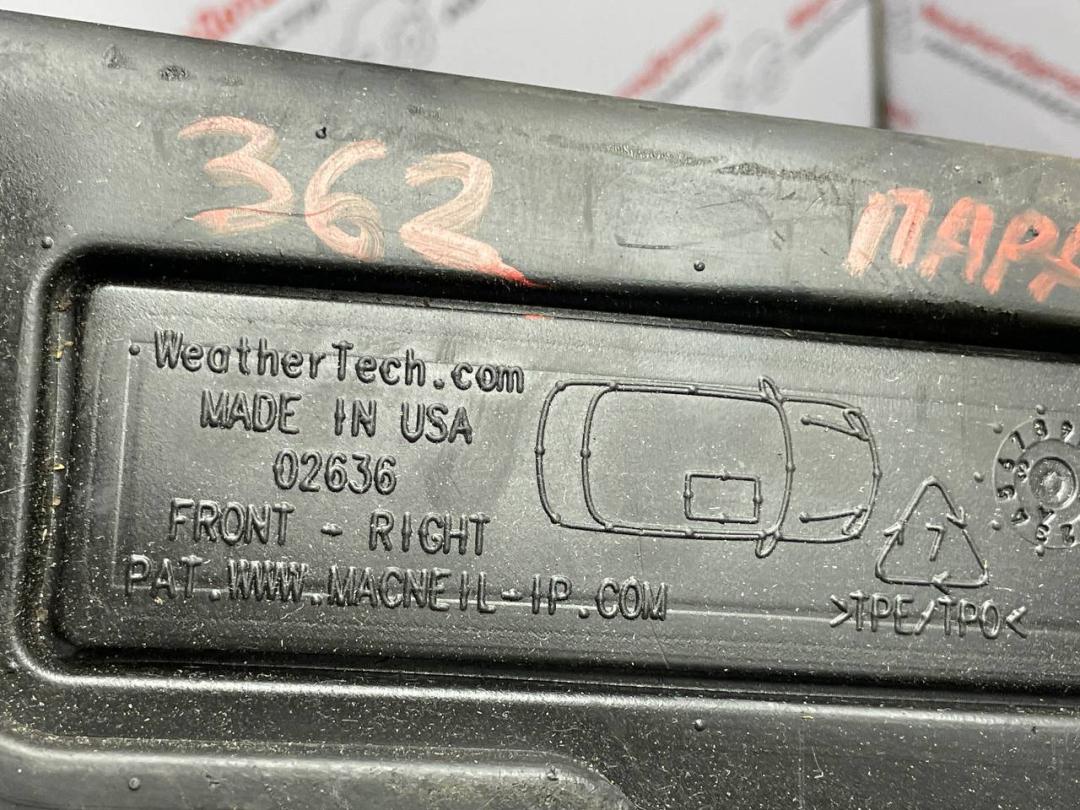 362
WeatherTech.com
MADE IN USA
02636
FRONT - RIGHT
PAT.WWW.MACNEIL-IP.COM
7
>TPE/TPO<